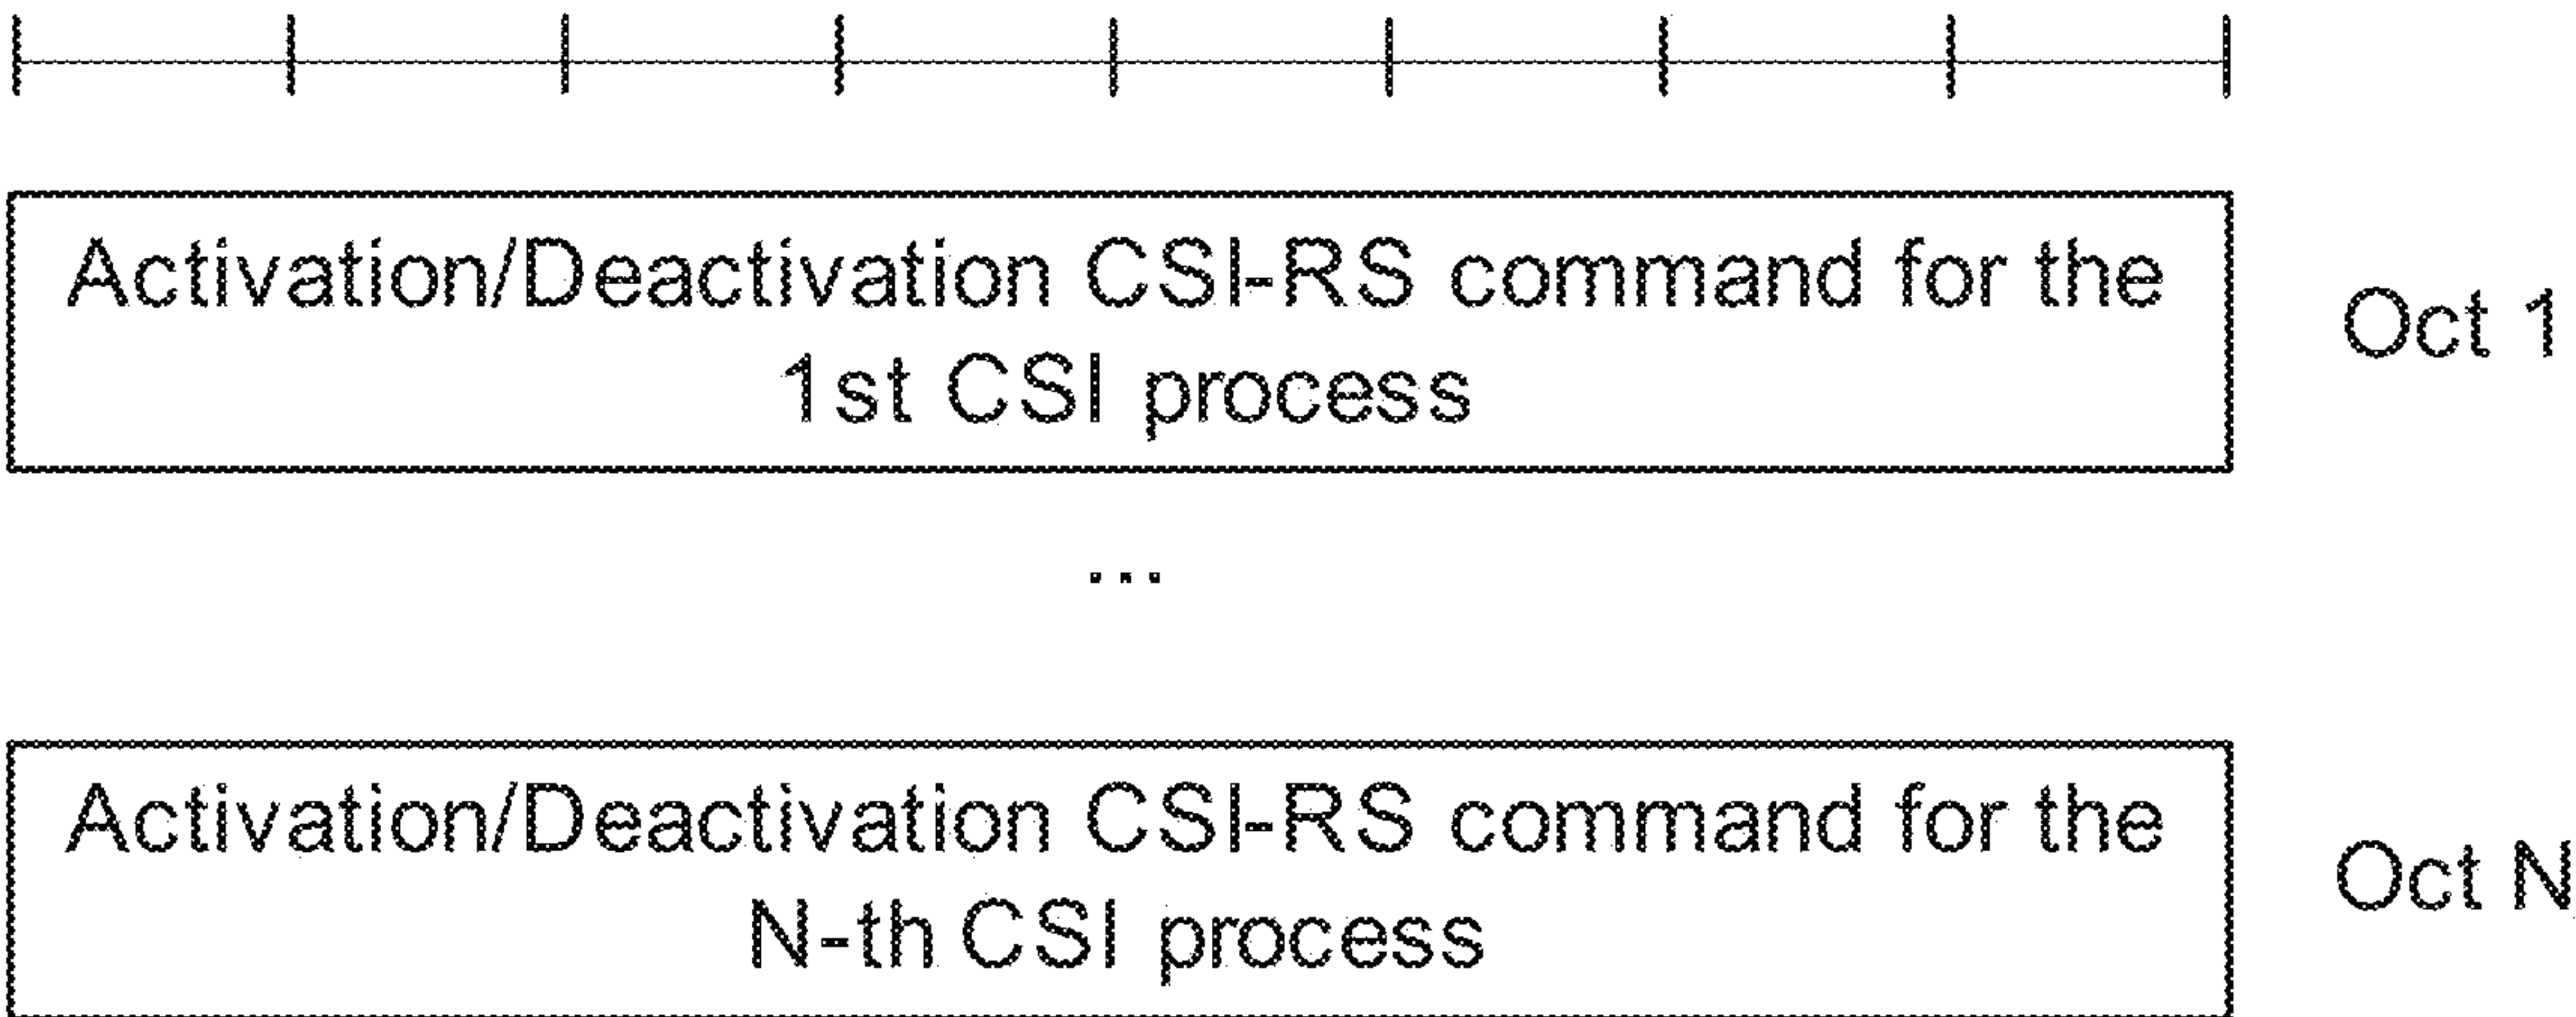 Activation/Deactivation CSI-RS command for the
1st CSI process
Oct 1
...
Activation/Deactivation CSI-RS command for the
N-th CSI process
Oct N